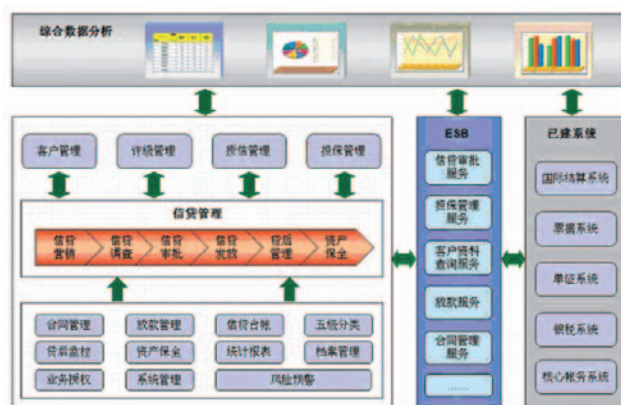 综合数据分析
客户管理
评级管理
授信管理
担保管理
信贷管理
信贷营销
信贷调查
信贷审批
信贷发放
贷后管理
资产保全
合同管理
放款管理
信贷台帐
五级分类
贷后监控
资产保全
统计报表
档案管理
业务授权
系统管理
风险预警
ESB
信贷审批
服务
担保管理
服务
客户资料
查询服务
放款服务
合同管理
服务
……
已建系统
国际结算系统
票据系统
单证系统
银税系统
核心账务系统